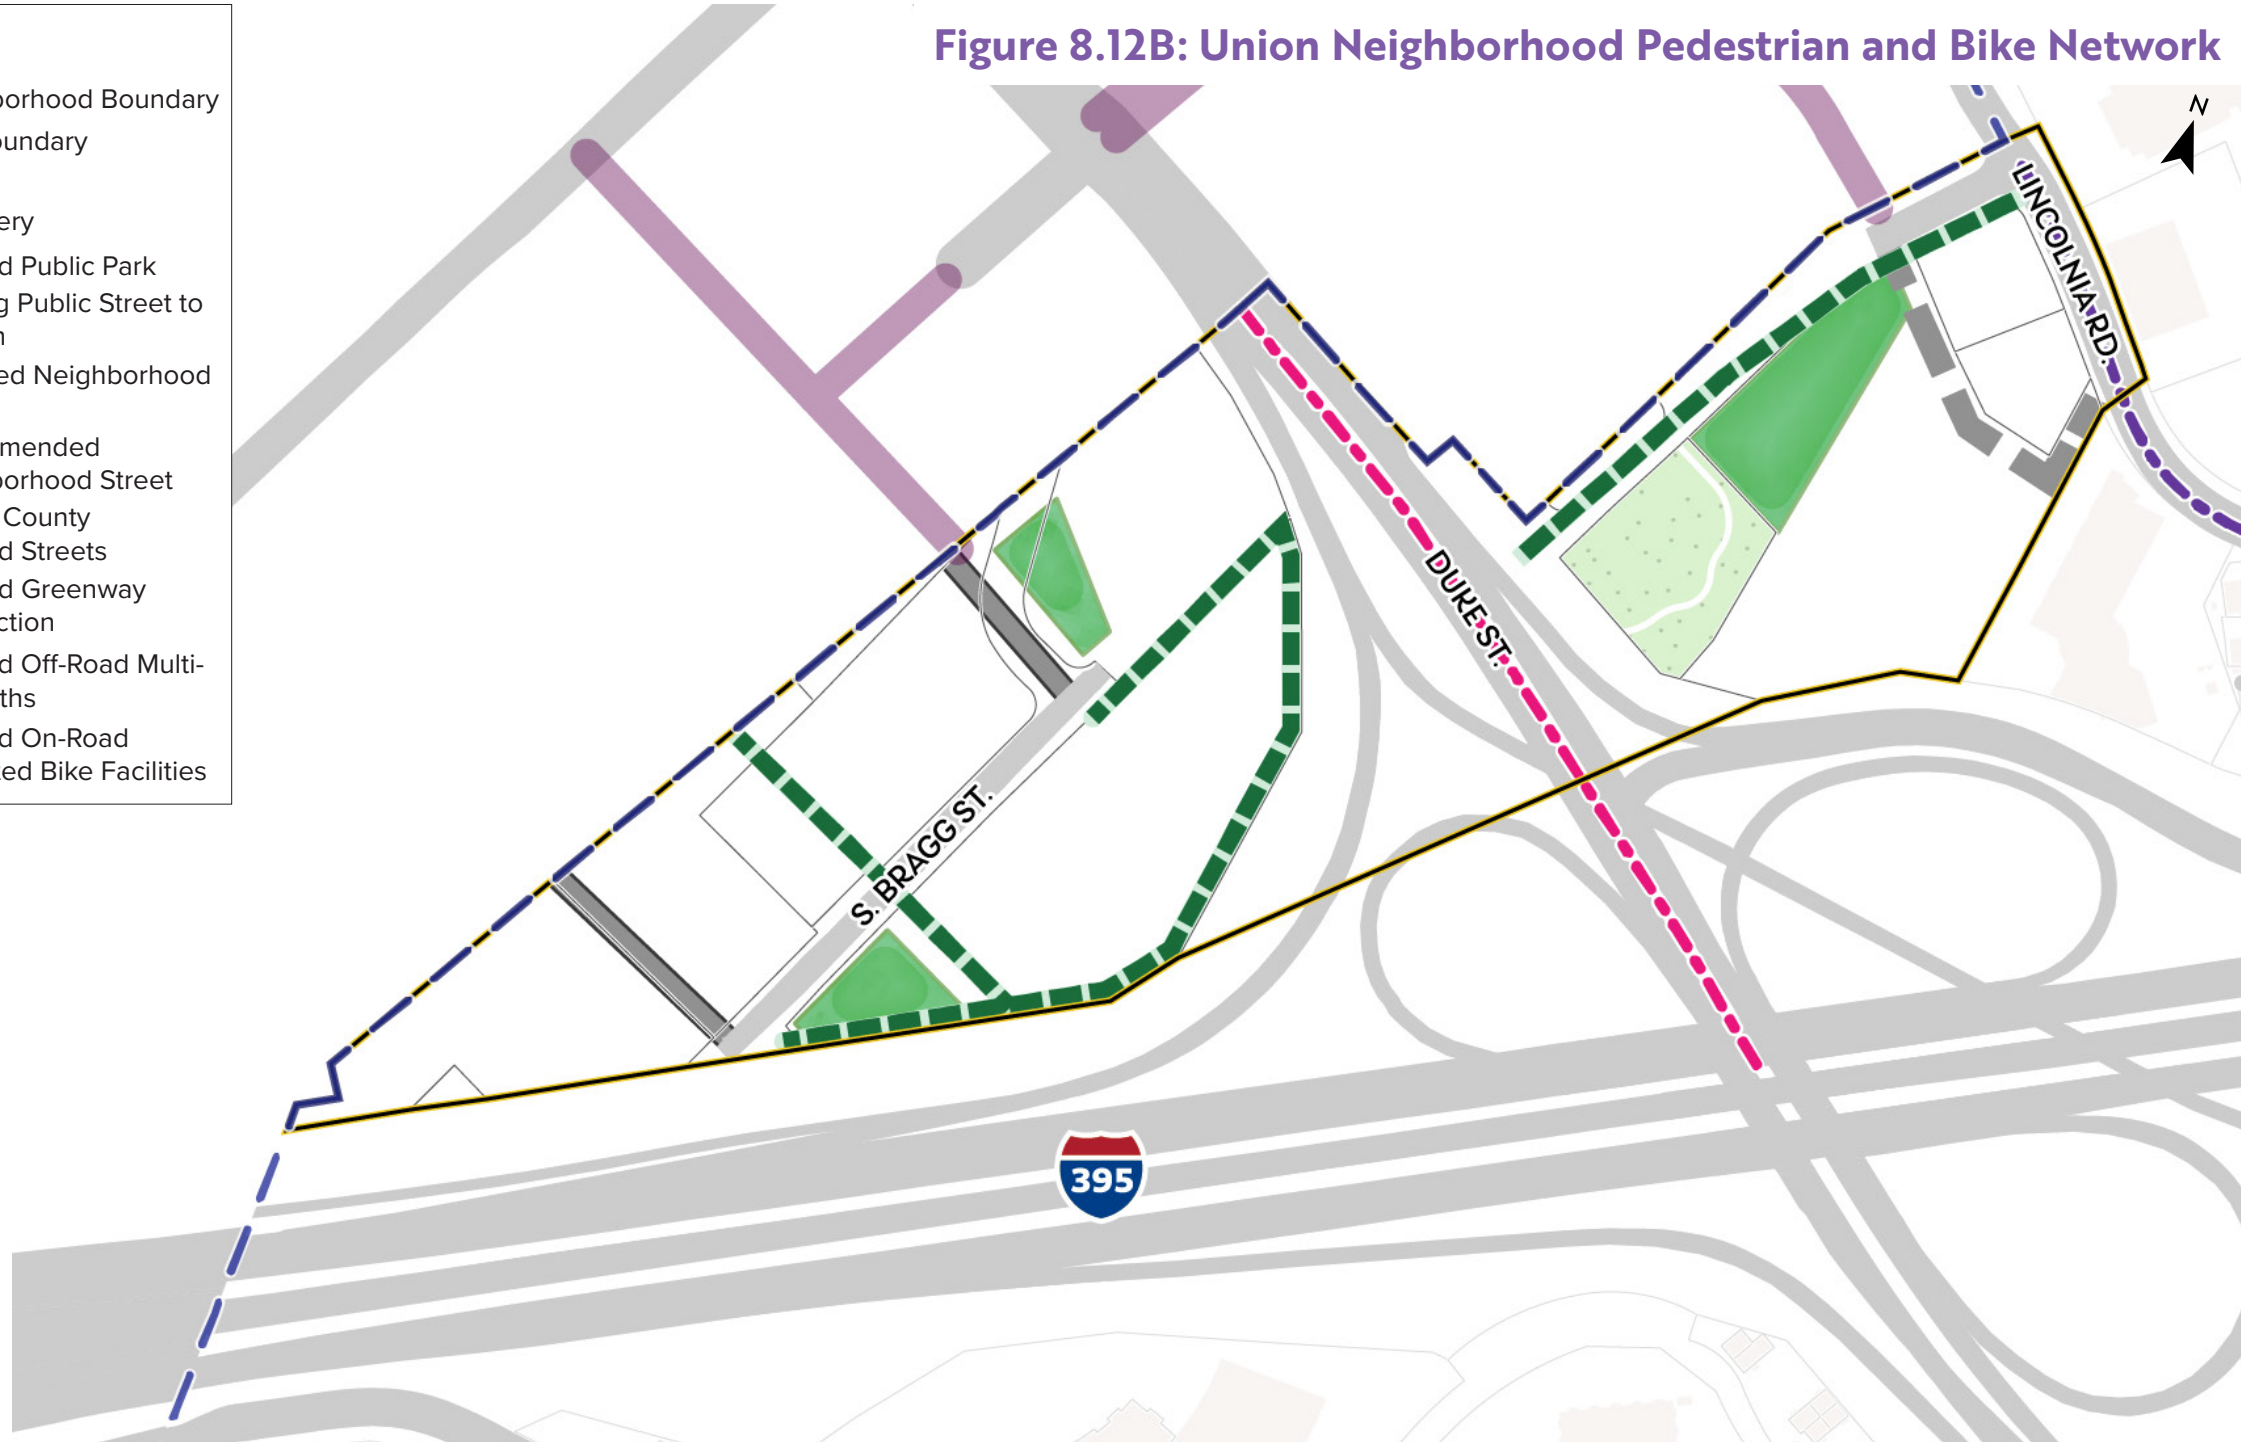 Figure 8.12B: Union Neighborhood Pedestrian and Bike Network
orhood Boundary
oundary
ery
d Public Park
g Public Street to
n
ed Neighborhood
mended
orhood Street
County
d Streets
d Greenway
ction
d Off-Road Multi-
ths
d On-Road
ted Bike Facilities
N
LINCOLNIA RD.
DUKE ST.
S. BRAGG ST.
395